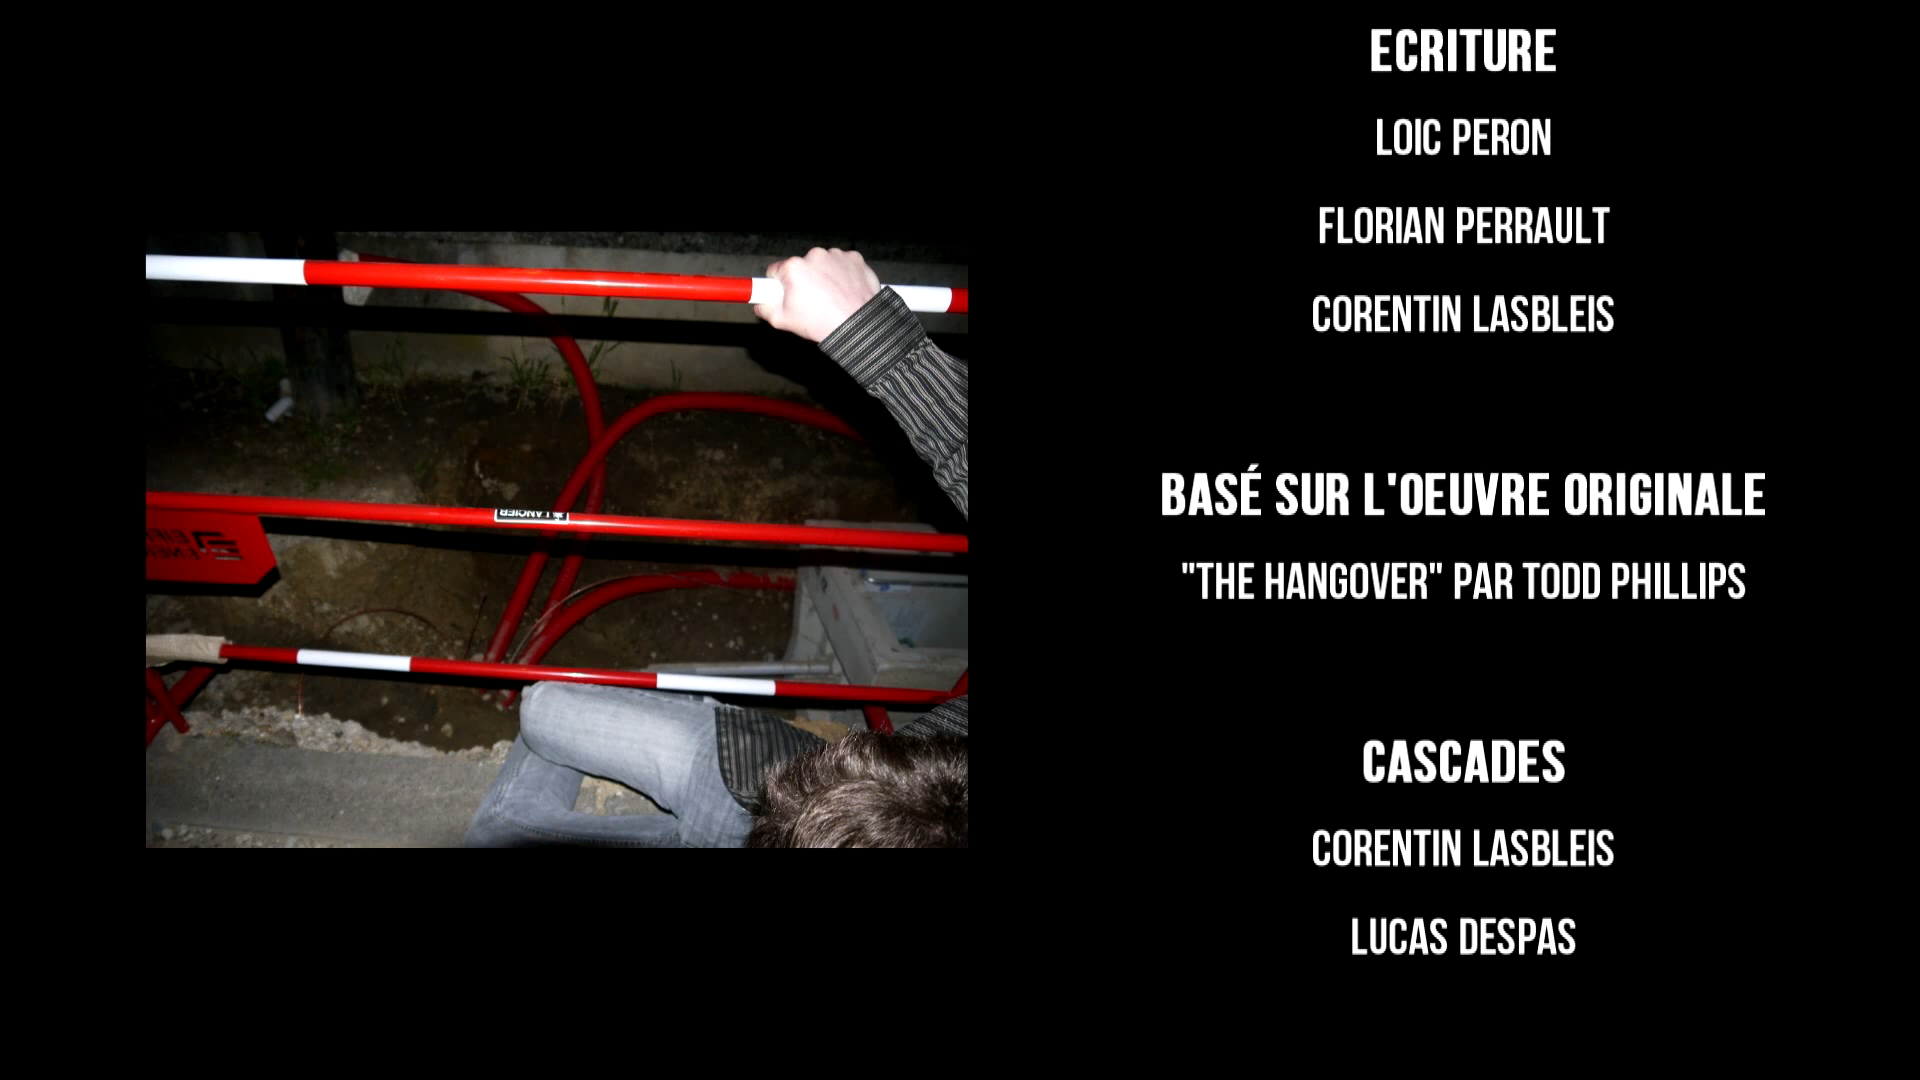 ECRITURE
LOIC PERON
FLORIAN PERRAULT
CORENTIN LASBLEIS
BASÉ SUR L'OEUVRE ORIGINALE
"THE HANGOVER" PAR TODD PHILLIPS
CASCADES
CORENTIN LASBLEIS
LUCAS DESPAS
LANCIER